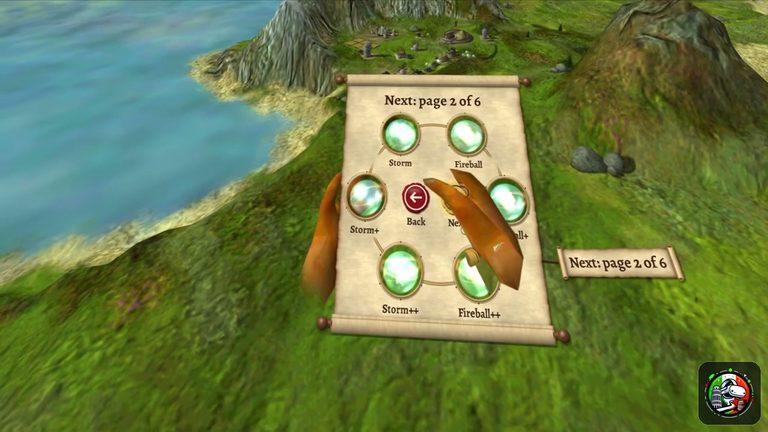 Next: page 2 of 6
Storm
Fireball
Back
Storm+
Next: page 2 of 6
Storm++
Fireball++